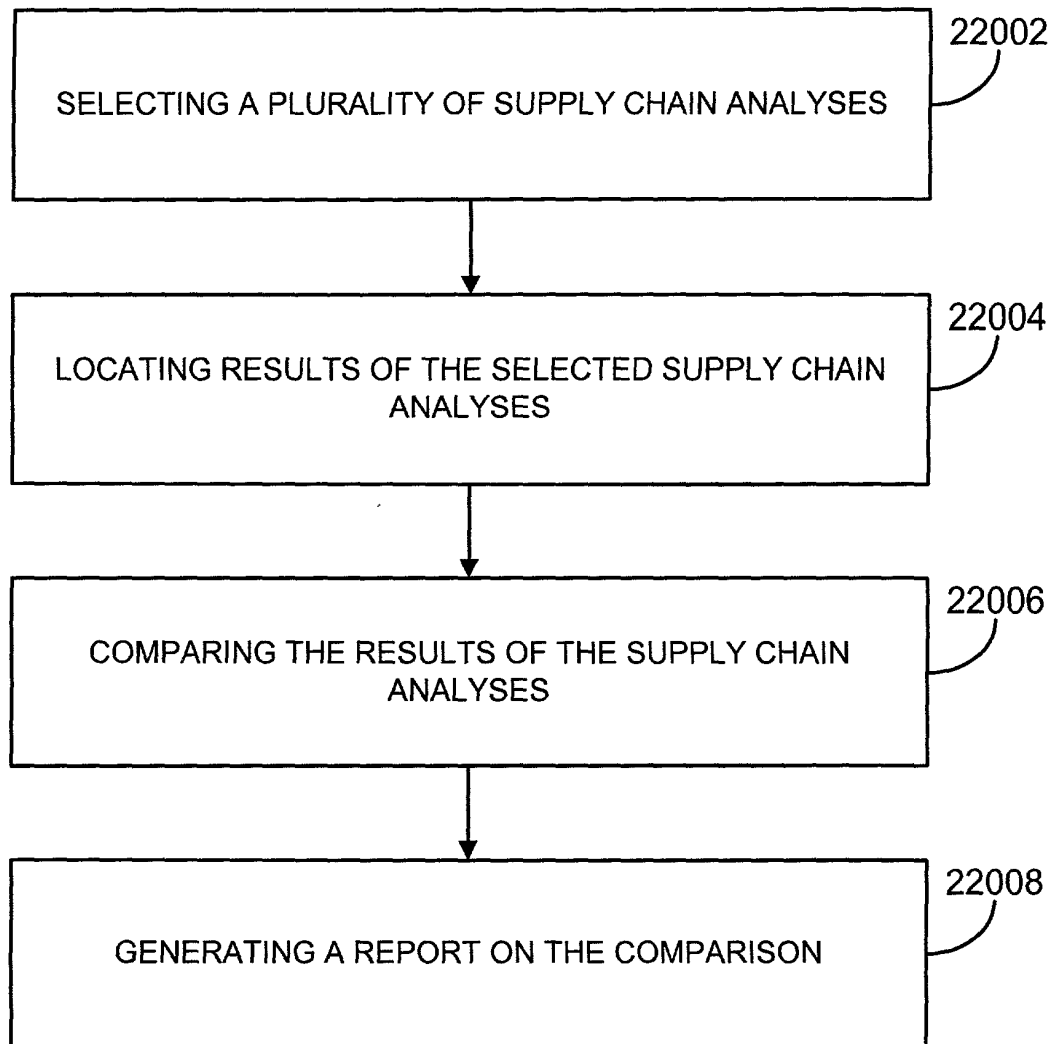 22002
SELECTING A PLURALITY OF SUPPLY CHAIN ANALYSES
22004
LOCATING RESULTS OF THE SELECTED SUPPLY CHAIN
ANALYSES
22006
COMPARING THE RESULTS OF THE SUPPLY CHAIN
ANALYSES
22008
GENERATING A REPORT ON THE COMPARISON